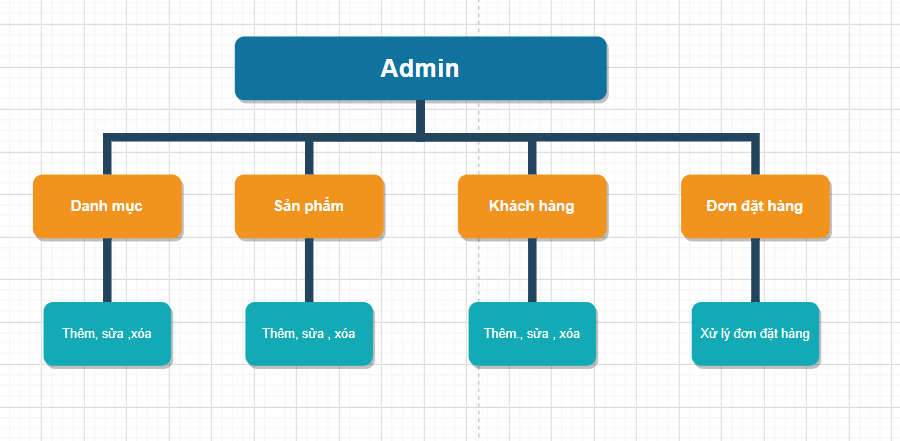 Admin
Danh mục
Sản phẩm
Khách hàng
Đơn đặt hàng
Thêm, sửa ,xóa
Thêm, sửa , xóa
Thêm., sửa , xóa
Xử lý đơn đặt hàng